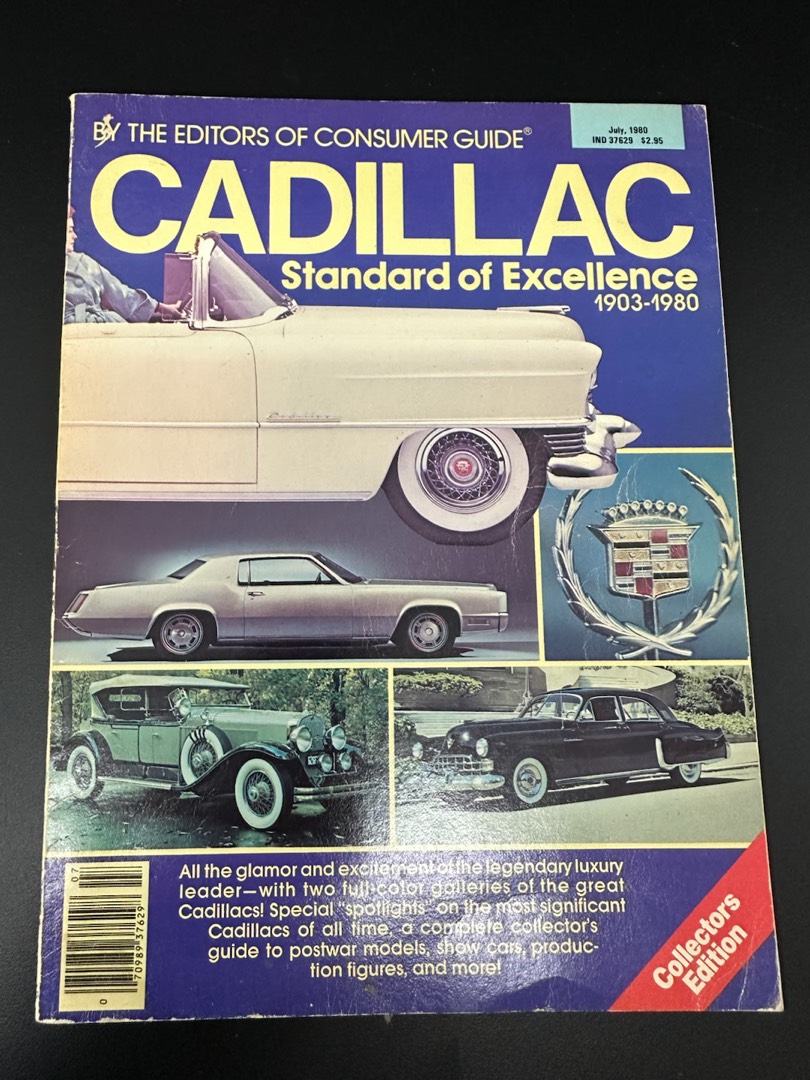 BY THE EDITORS OF CONSUMER GUIDE®
July, 1980
IND 37629 $2.95
CADILLAC
Standard of Excellence
1903-1980
Cadillac
All the glamor and excitement of the legendary luxury
leader—with two full-color galleries of the great
Cadillacs! Special "spotlights" on the most significant
Cadillacs of all time, a complete collector's
guide to postwar models, show cars, produc-
tion figures, and more!
Collectors
Edition
07
0
70989 37629